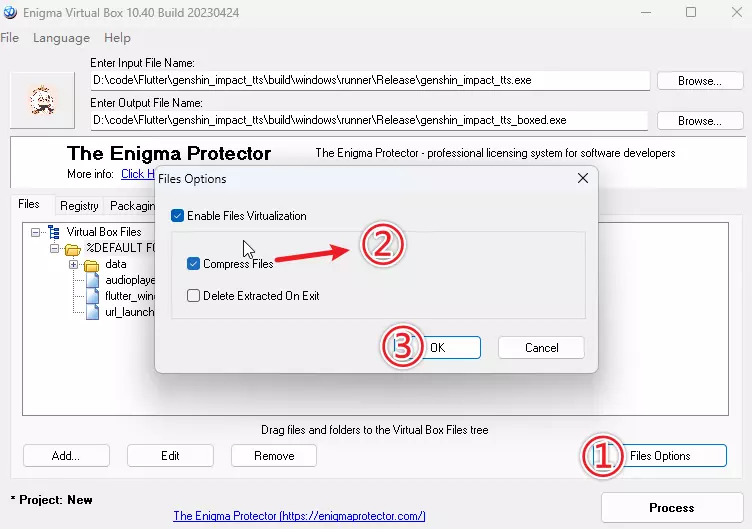 Enigma Virtual Box 10.40 Build 20230424
File Language Help
Enter Input File Name:
D:\code\Flutter\genshin_impact_tts\build\windows\runner\Release\genshin_impact_tts.exe
Browse...
Enter Output File Name:
D:\code\Flutter\genshin_impact_tts\build\windows\runner\Release\genshin_impact_tts_boxed.exe
Browse...
The Enigma Protector
The Enigma Protector - professional licensing system for software developers
More info: Click H
Files Options
Files Registry Packagin
Enable Files Virtualization
Virtual Box Files
%DEFAULT FO
②
data
Compress Files
audioplaye
flutter_win
Delete Extracted On Exit
url_launch
③ OK
Cancel
Drag files and folders to the Virtual Box Files tree
Add...
Edit
Remove
① Files Options
* Project: New
Process
The Enigma Protector [https://enigmaprotector.com/]